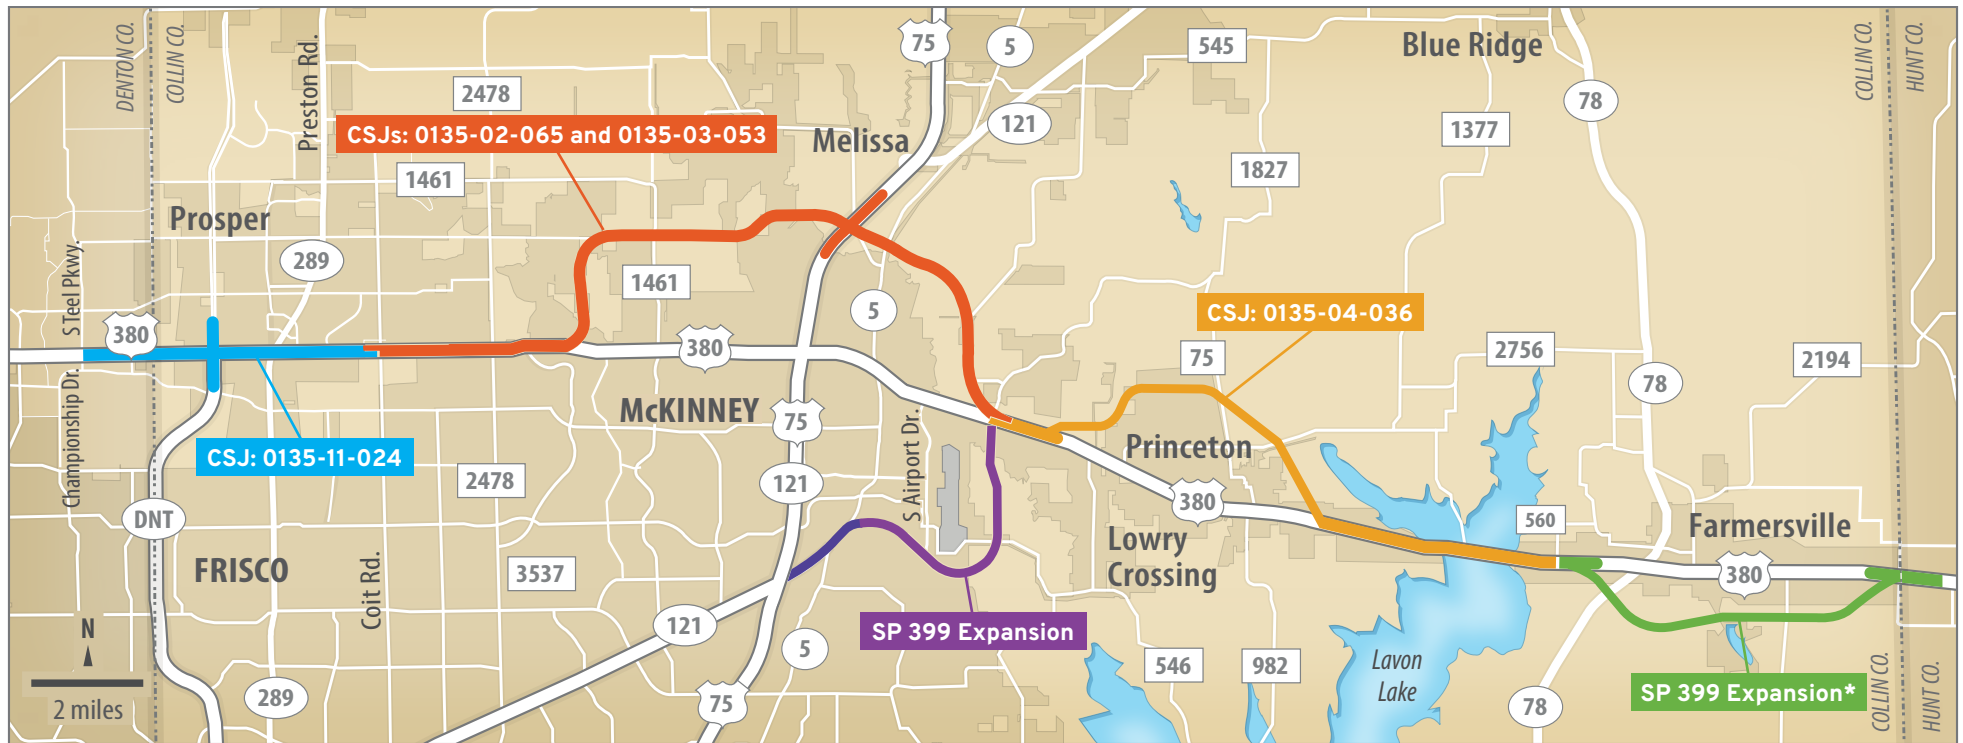 DENTON CO.
COLLIN CO.
Preston Rd.
2478
75
5
545
Blue Ridge
COLLIN CO.
HUNT CO.
78
121
1377
CSJs: 0135-02-065 and 0135-03-053
Melissa
1461
1827
Prosper
289
1461
S Teel Pkwy.
380
5
CSJ: 0135-04-036
380
75
2756
78
2194
Championship Dr.
McKINNEY
75
S Airport Dr.
Princeton
CSJ: 0135-11-024
2478
121
380
DNT
560
Farmersville
Lowry
Crossing
FRISCO
Coit Rd.
3537
380
N
121
SP 399 Expansion
5
546
982
Lavon
Lake
2 miles
289
75
78
SP 399 Expansion*
COLLIN CO.
HUNT CO.